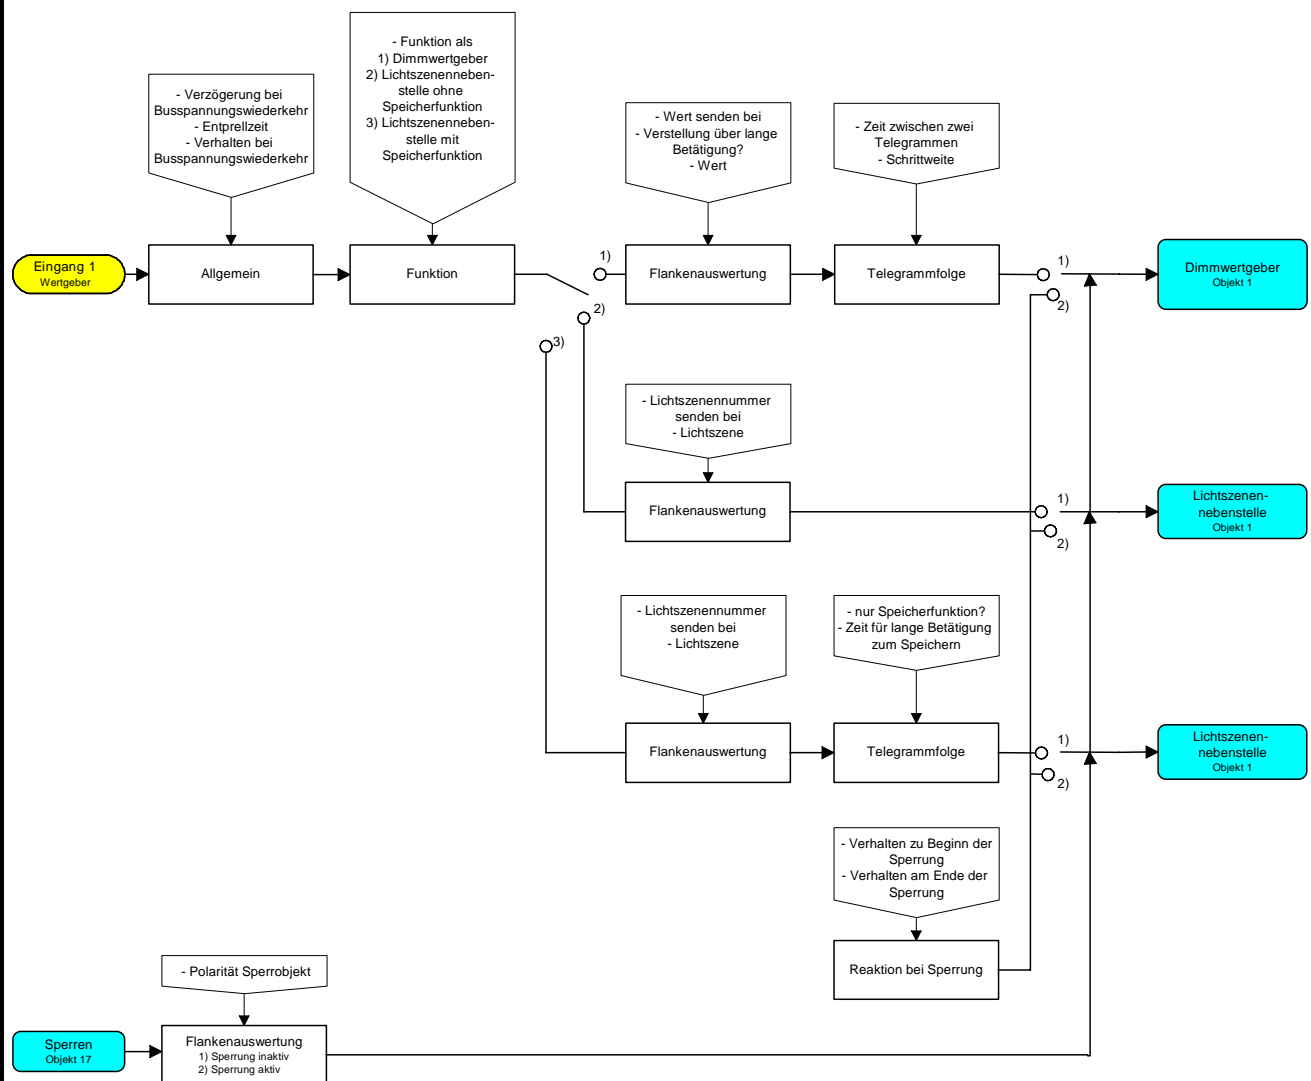 - Funktion als
1) Dimmwertgeber
2) Lichtszenenneben-
stelle ohne
Speicherfunktion
3) Lichtszenenneben-
stelle mit
Speicherfunktion
- Verzögerung bei
Busspannungswiederkehr
- Entprellzeit
- Verhalten bei
Busspannungswiederkehr
- Wert senden bei
- Verstellung über lange
Betätigung?
- Wert
- Zeit zwischen zwei
Telegrammen
- Schrittweite
Eingang 1
Wertgeber
Allgemein
Funktion
1)
2)
3)
Flankenauswertung
Telegrammfolge
1)
2)
Dimmwertgeber
Objekt 1
- Lichtszenennummer
senden bei
- Lichtszene
Flankenauswertung
1)
2)
Lichtszenen-
nebenstelle
Objekt 1
- Lichtszenennummer
senden bei
- Lichtszene
- nur Speicherfunktion?
- Zeit für lange Betätigung
zum Speichern
Flankenauswertung
Telegrammfolge
1)
2)
Lichtszenen-
nebenstelle
Objekt 1
- Verhalten zu Beginn der
Sperrung
- Verhalten am Ende der
Sperrung
Reaktion bei Sperrung
- Polarität Sperrobjekt
Sperren
Objekt 17
Flankenauswertung
1) Sperrung inaktiv
2) Sperrung aktiv